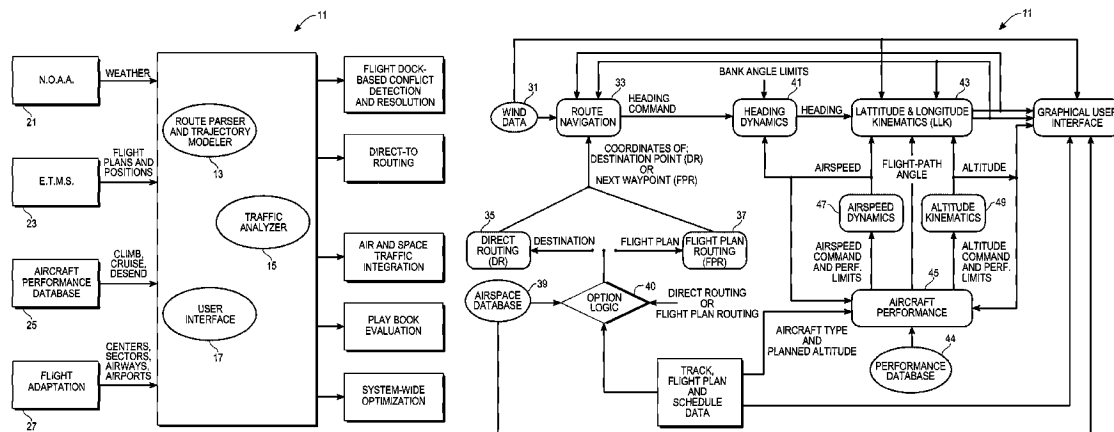 11
N.O.A.A.
21
WEATHER
E.T.M.S.
23
FLIGHT
PLANS AND
POSITIONS
AIRCRAFT
PERFORMANCE
DATABASE
25
CLIMB,
CRUISE,
DESEND
FLIGHT
ADAPTATION
27
CENTERS,
SECTORS,
AIRWAYS,
AIRPORTS
ROUTE PARSER
AND TRAJECTORY
MODELER
13
TRAFFIC
ANALYZER
15
USER
INTERFACE
17
FLIGHT DOCK-
BASED CONFLICT
DETECTION
AND RESOLUTION
DIRECT-TO
ROUTING
AIR AND SPACE
TRAFFIC
INTEGRATION
PLAY BOOK
EVALUATION
SYSTEM-WIDE
OPTIMIZATION
11
31
WIND
DATA
33
ROUTE
NAVIGATION
HEADING
COMMAND
BANK ANGLE LIMITS
41
HEADING
DYNAMICS
HEADING
43
LATTITUDE & LONGITUDE
KINEMATICS (LLK)
GRAPHICAL USER
INTERFACE
COORDINATES OF;
DESTINATION POINT (DR)
OR
NEXT WAYPOINT (FPR)
AIRSPEED
FLIGHT-PATH
ANGLE
ALTITUDE
47
AIRSPEED
DYNAMICS
ALTITUDE
KINEMATICS
49
35
DIRECT
ROUTING
(DR)
DESTINATION
FLIGHT PLAN
37
FLIGHT PLAN
ROUTING
(FPR)
AIRSPEED
COMMAND
AND PERF.
LIMITS
ALTITUDE
COMMAND
AND PERF.
LIMITS
AIRSPACE
DATABASE
39
OPTION
LOGIC
40
DIRECT ROUTING
OR
FLIGHT PLAN ROUTING
45
AIRCRAFT
PERFORMANCE
AIRCRAFT
TYPE AND
PLANNED ALTITUDE
44
PERFORMANCE
DATABASE
TRACK,
FLIGHT PLAN
AND
SCHEDULE
DATA